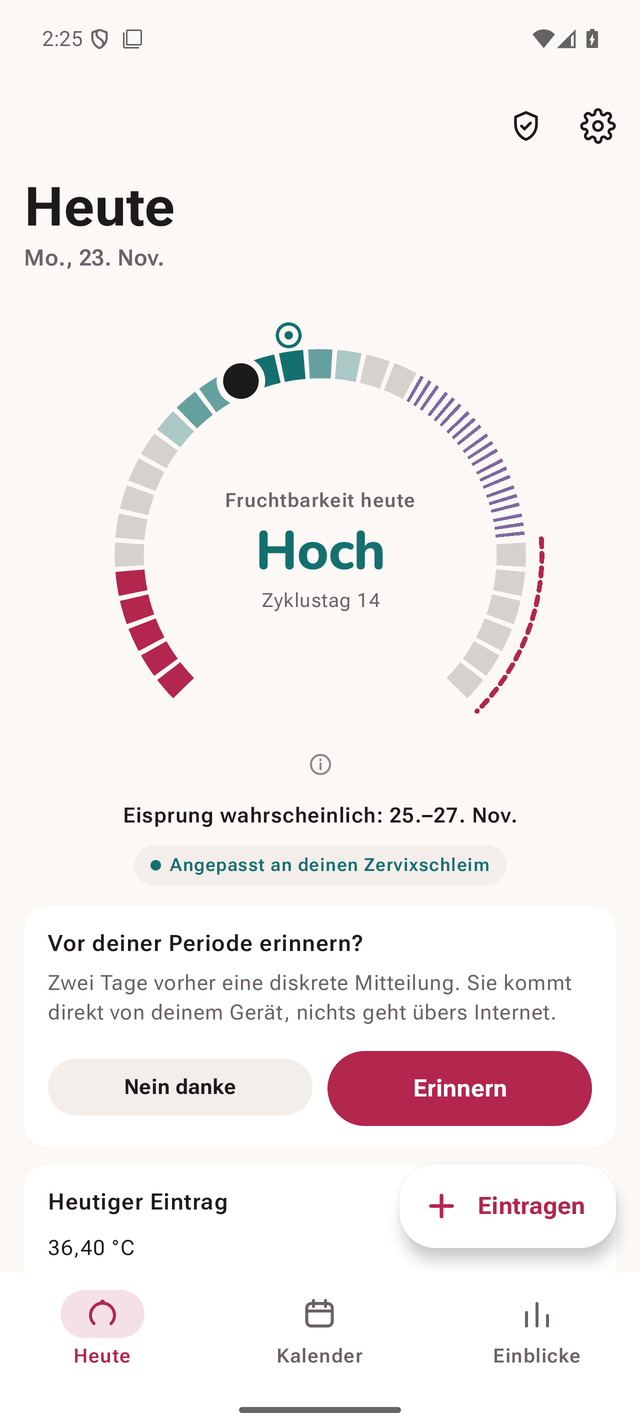 2:25
Heute
Mo., 23. Nov.
Fruchtbarkeit heute
Hoch
Zyklustag 14
Eisprung wahrscheinlich: 25.–27. Nov.
Angepasst an deinen Zervixschleim
Vor deiner Periode erinnern?
Zwei Tage vorher eine diskrete Mitteilung. Sie kommt
direkt von deinem Gerät, nichts geht übers Internet.
Nein danke
Erinnern
Heutiger Eintrag
Eintragen
36,40 °C
Heute
Kalender
Einblicke